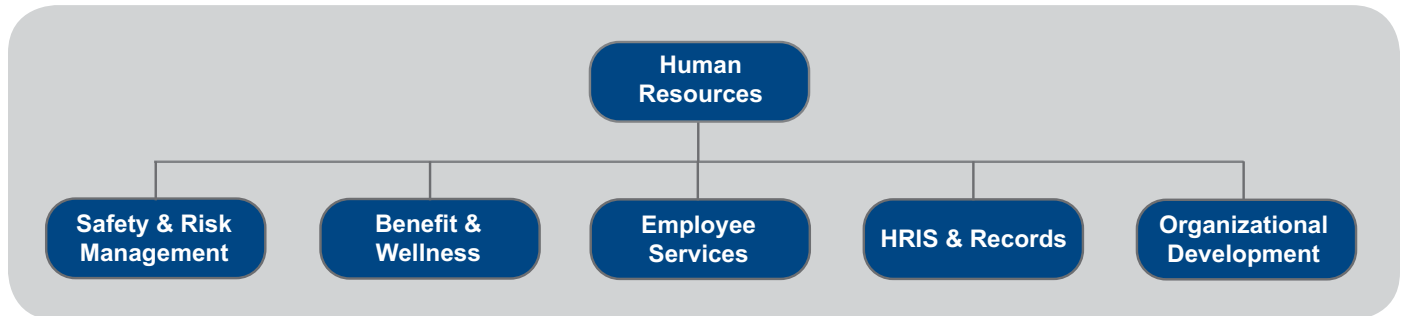 Human
Resources
Safety & Risk
Management
Benefit &
Wellness
Employee
Services
HRIS & Records
Organizational
Development